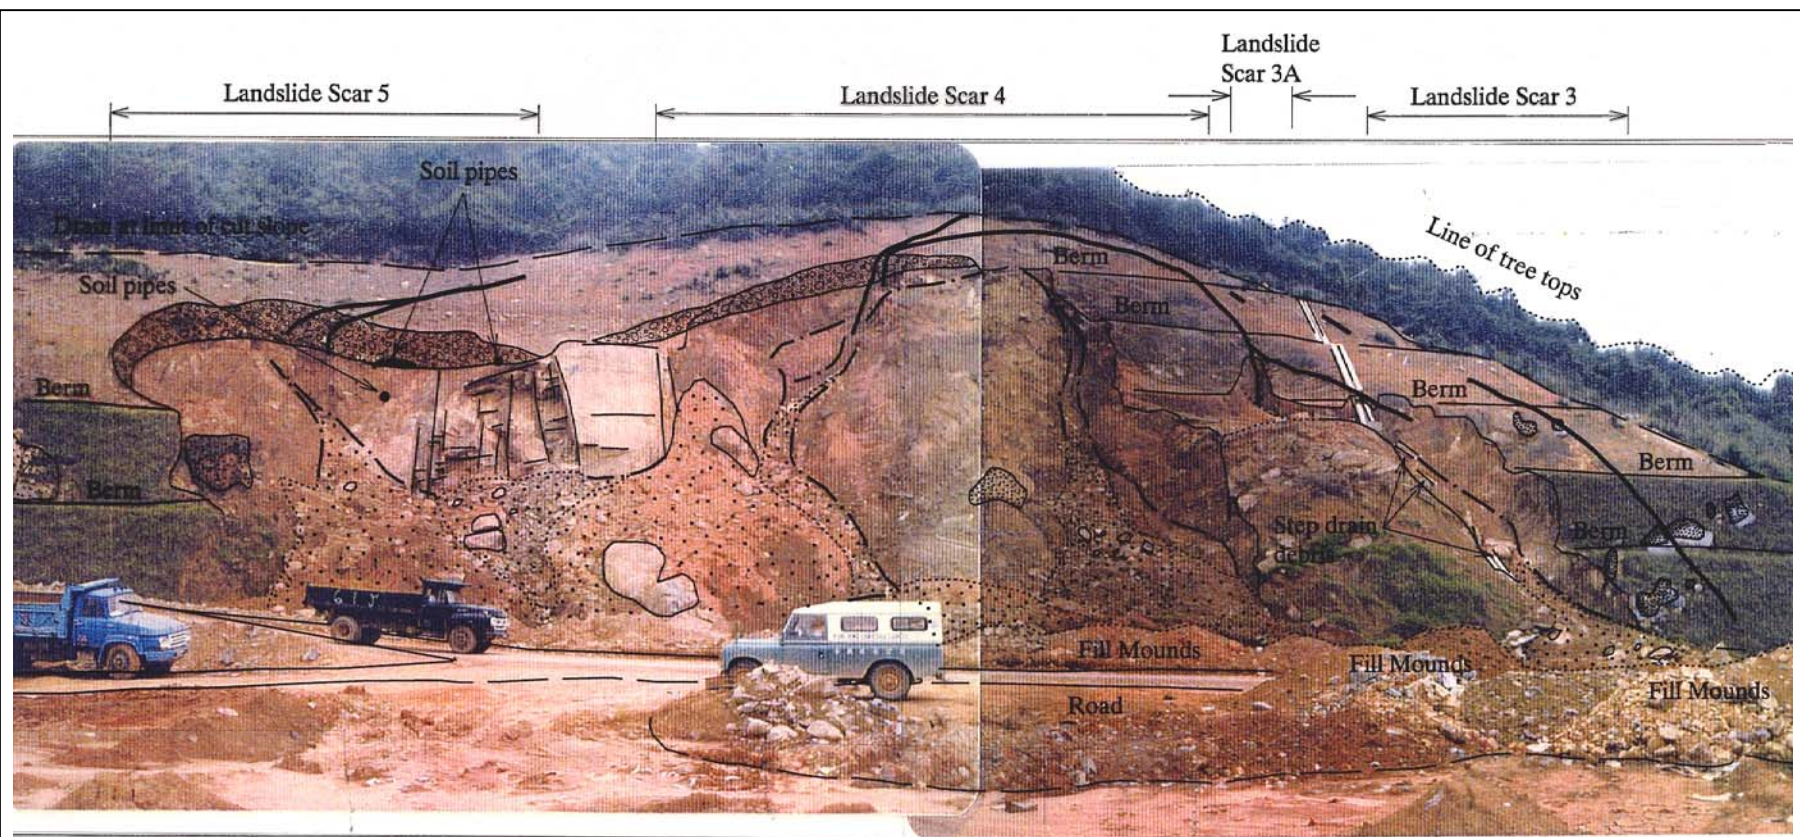 Landslide
Scar 3A
Landslide Scar 5
Landslide Scar 4
Landslide Scar 3
Soil pipes
Drain at limit of cut slope
Line of tree tops
Berm
Soil pipes
Berm
Berm
Berm
Berm
Berm
Step drain
debris
Berm
Fill Mounds
Fill Mounds
Fill Mounds
Road